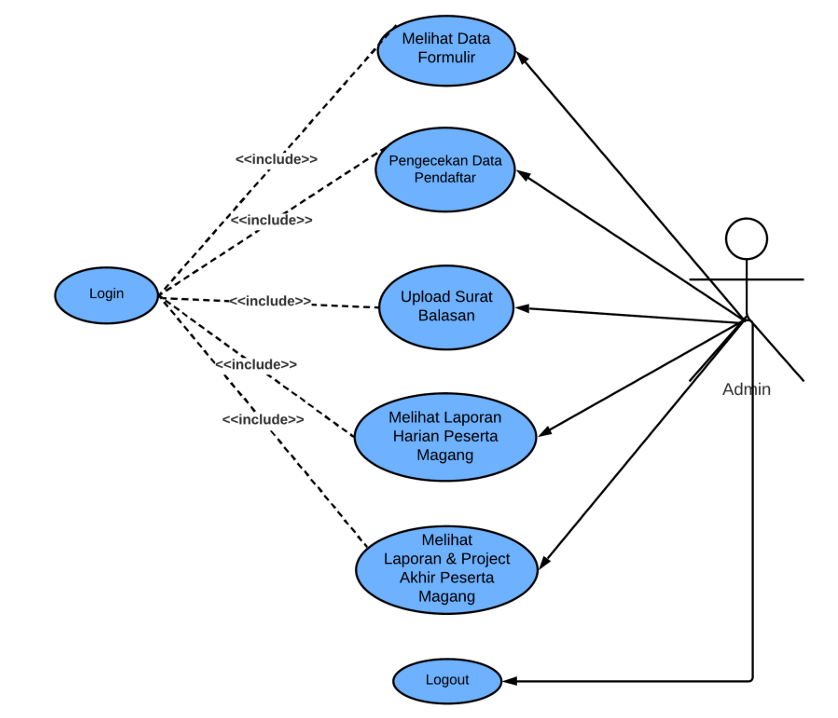 Melihat Data
Formulir
<<include>>
Pengecekan Data
Pendaftar
<<include>>
Login
<<include>>
Upload Surat
Balasan
<<include>>
Melihat Laporan
Harian Peserta
Magang
Admin
<<include>>
Melihat
Laporan & Project
Akhir Peserta
Magang
Logout